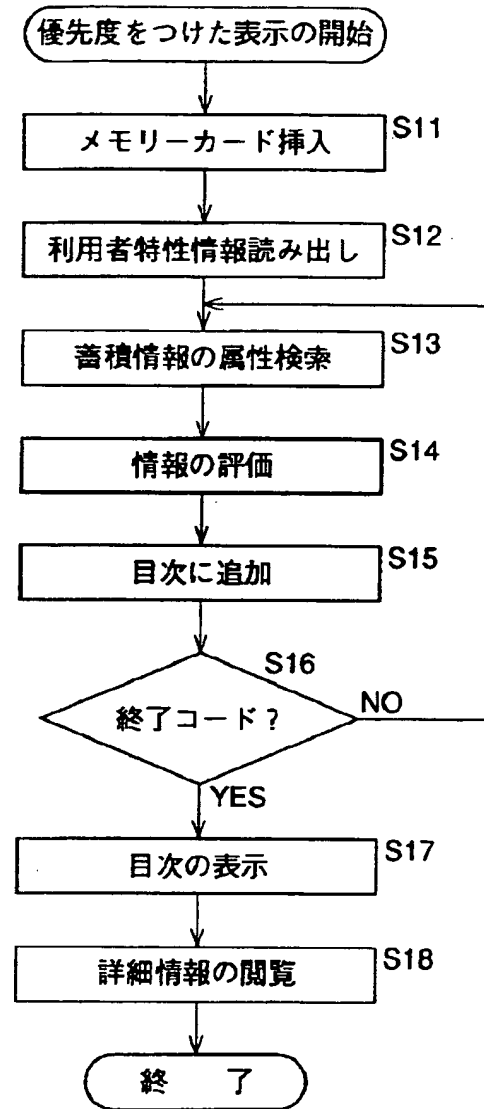 優先度をつけた表示の開始
メモリーカード挿入
S11
利用者特性情報読み出し
S12
蓄積情報の属性検索
S13
情報の評価
S14
目次に追加
S15
S16
終了コード？
NO
YES
目次の表示
S17
詳細情報の閲覧
S18
終 了